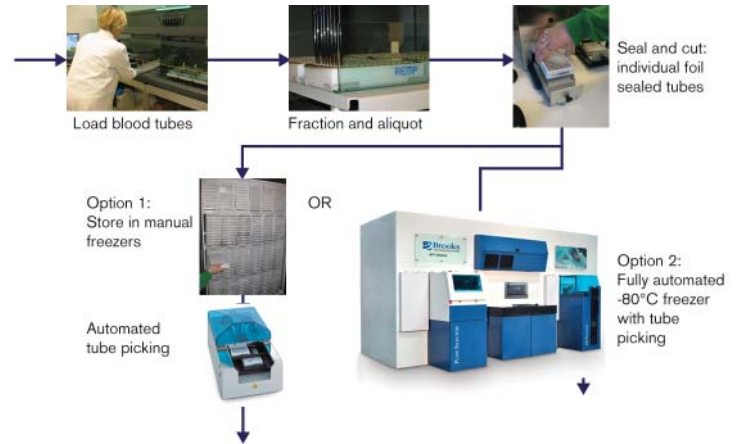 Load blood tubes
REMP
Fraction and aliquot
Seal and cut:
individual foil
sealed tubes
Option 1:
Store in manual
freezers
OR
Brooks
Option 2:
Fully automated
-80°C freezer
with tube
picking
Automated
tube picking